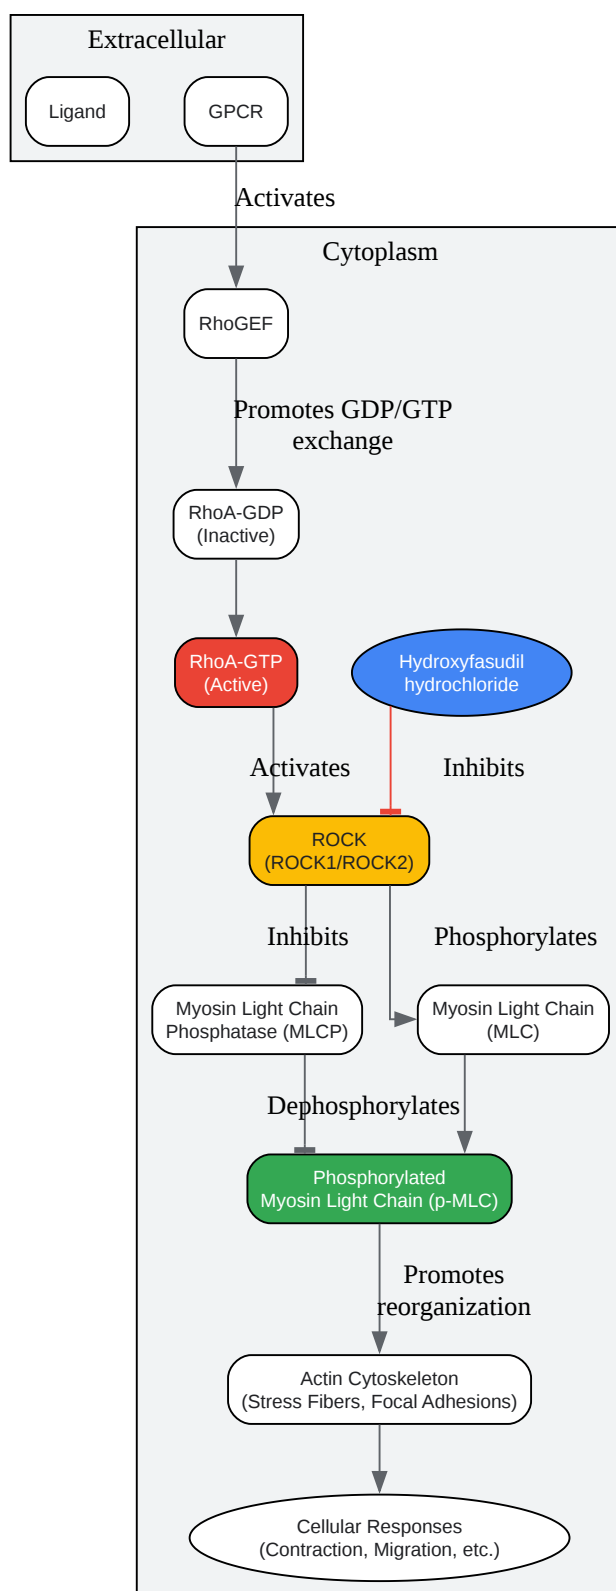 Extracellular
Ligand
GPCR
Activates
Cytoplasm
RhoGEF
Promotes GDP/GTP
exchange
RhoA-GDP
(Inactive)
RhoA-GTP
(Active)
Hydroxyfasudil
hydrochloride
Activates
Inhibits
ROCK
(ROCK1/ROCK2)
Inhibits
Phosphorylates
Myosin Light Chain
Phosphatase (MLCP)
Myosin Light Chain
(MLC)
Dephosphorylates
Phosphorylated
Myosin Light Chain (p-MLC)
Promotes
reorganization
Actin Cytoskeleton
(Stress Fibers, Focal Adhesions)
Cellular Responses
(Contraction, Migration, etc.)